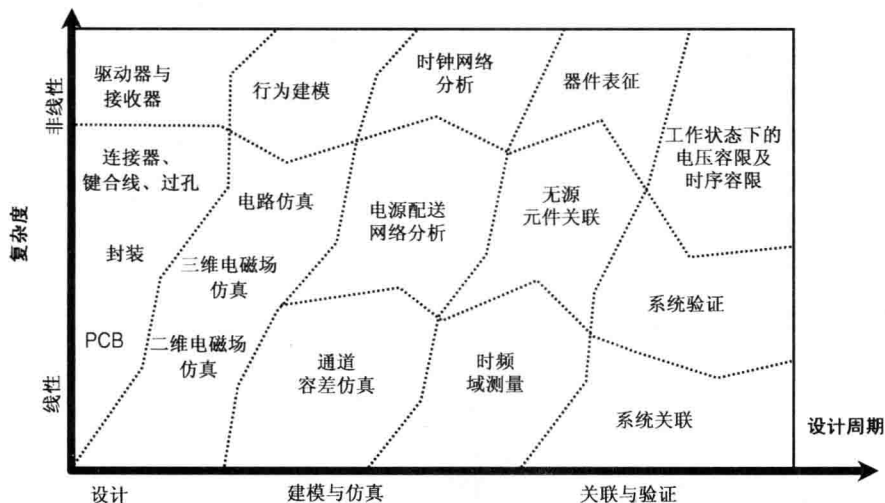 驱动器与
接收器
行为建模
时钟网络
分析
器件表征
工作状态下的
电压容限及
时序容限
非线性
连接器、
键合线、过孔
电路仿真
电源配送
网络分析
无源
元件关联
复杂度
封装
三维电磁场
仿真
系统验证
PCB
二维电磁场
仿真
通道
容差仿真
时频
域测量
线性
系统关联
设计周期
设计
建模与仿真
关联与验证